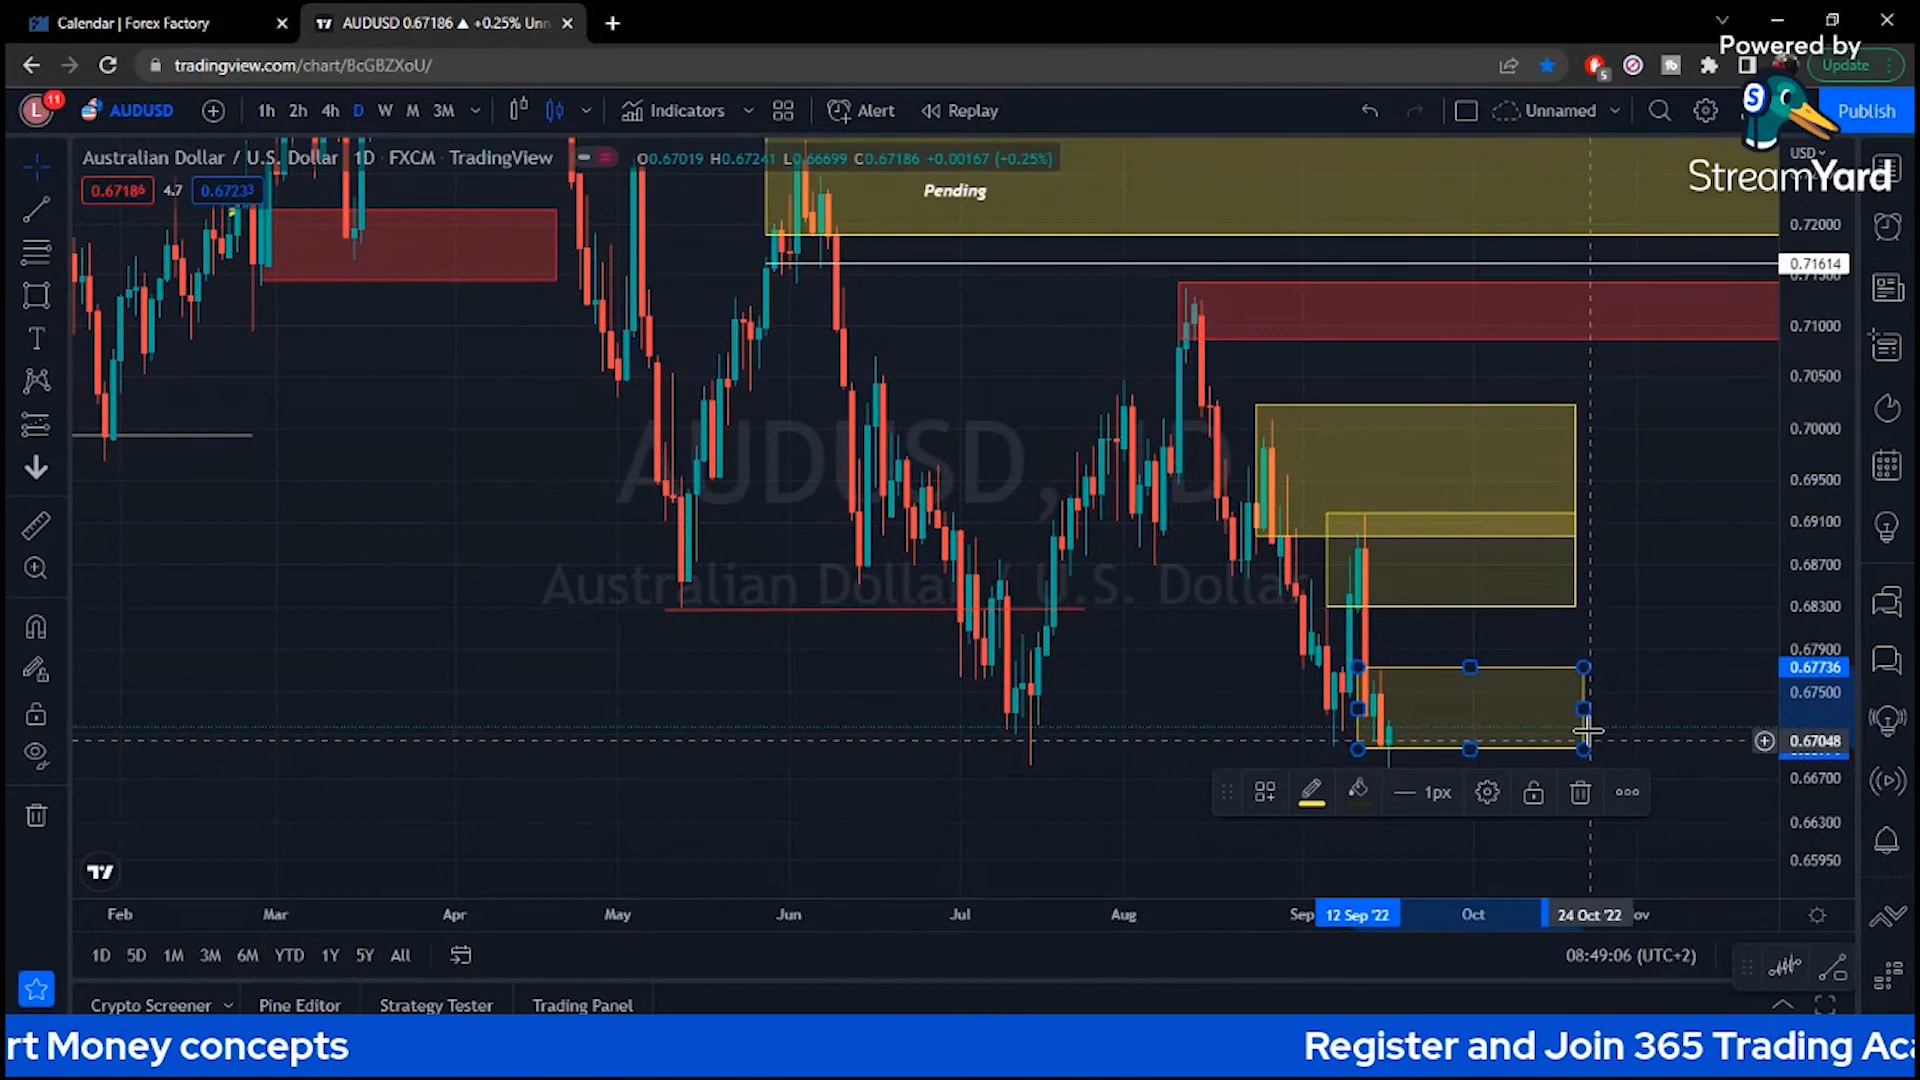 Calendar | Forex Factory
AUDUSD 0.67186 ▲ +0.25% Unn
Powered by
tradingview.com/chart/BcGBZXoU/
5
Update
L 11
AUDUSD
1h 2h 4h D W M 3M
Indicators
Alert
Replay
Unnamed
Publish
S
StreamYard
Australian Dollar / U.S. Dollar · 1D · FXCM · TradingView
O0.67019 H0.67241 L0.66699 C0.67186 +0.00167 (+0.25%)
USD
0.67186 4.7 0.67233
Pending
0.72000
0.71614
0.71000
0.70500
0.70000
0.69500
0.69100
0.68700
0.68300
0.67900
0.67736
0.67500
0.67048
0.66700
0.66300
0.65950
AUDUSD, 1D
Australian Dollar / U.S. Dollar
1px
Feb Mar Apr May Jun Jul Aug Sep 12 Sep '22 Oct 24 Oct '22 ov
1D 5D 1M 3M 6M YTD 1Y 5Y All
08:49:06 (UTC+2)
Crypto Screener
Pine Editor
Strategy Tester
Trading Panel
rt Money concepts
Register and Join 365 Trading Aca